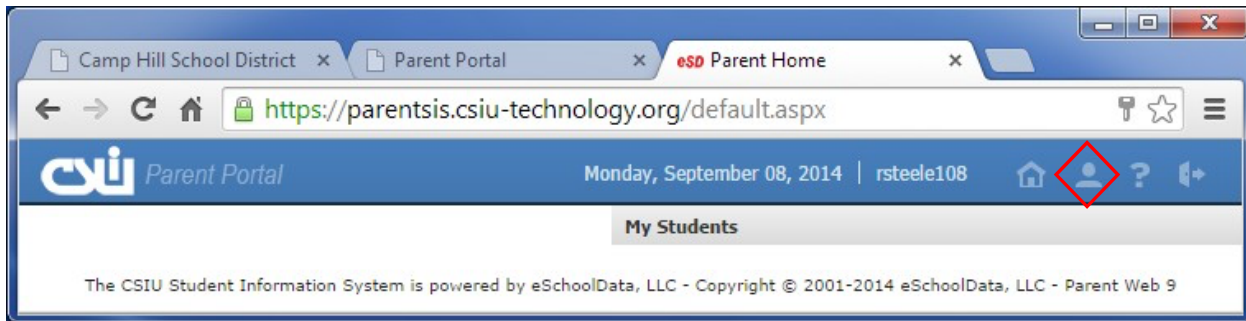 Camp Hill School District
Parent Portal
eSD Parent Home
https://parentsis.csiu-technology.org/default.aspx
CSIU Parent Portal
Monday, September 08, 2014 | rsteele108
?
My Students
The CSIU Student Information System is powered by eSchoolData, LLC - Copyright © 2001-2014 eSchoolData, LLC - Parent Web 9